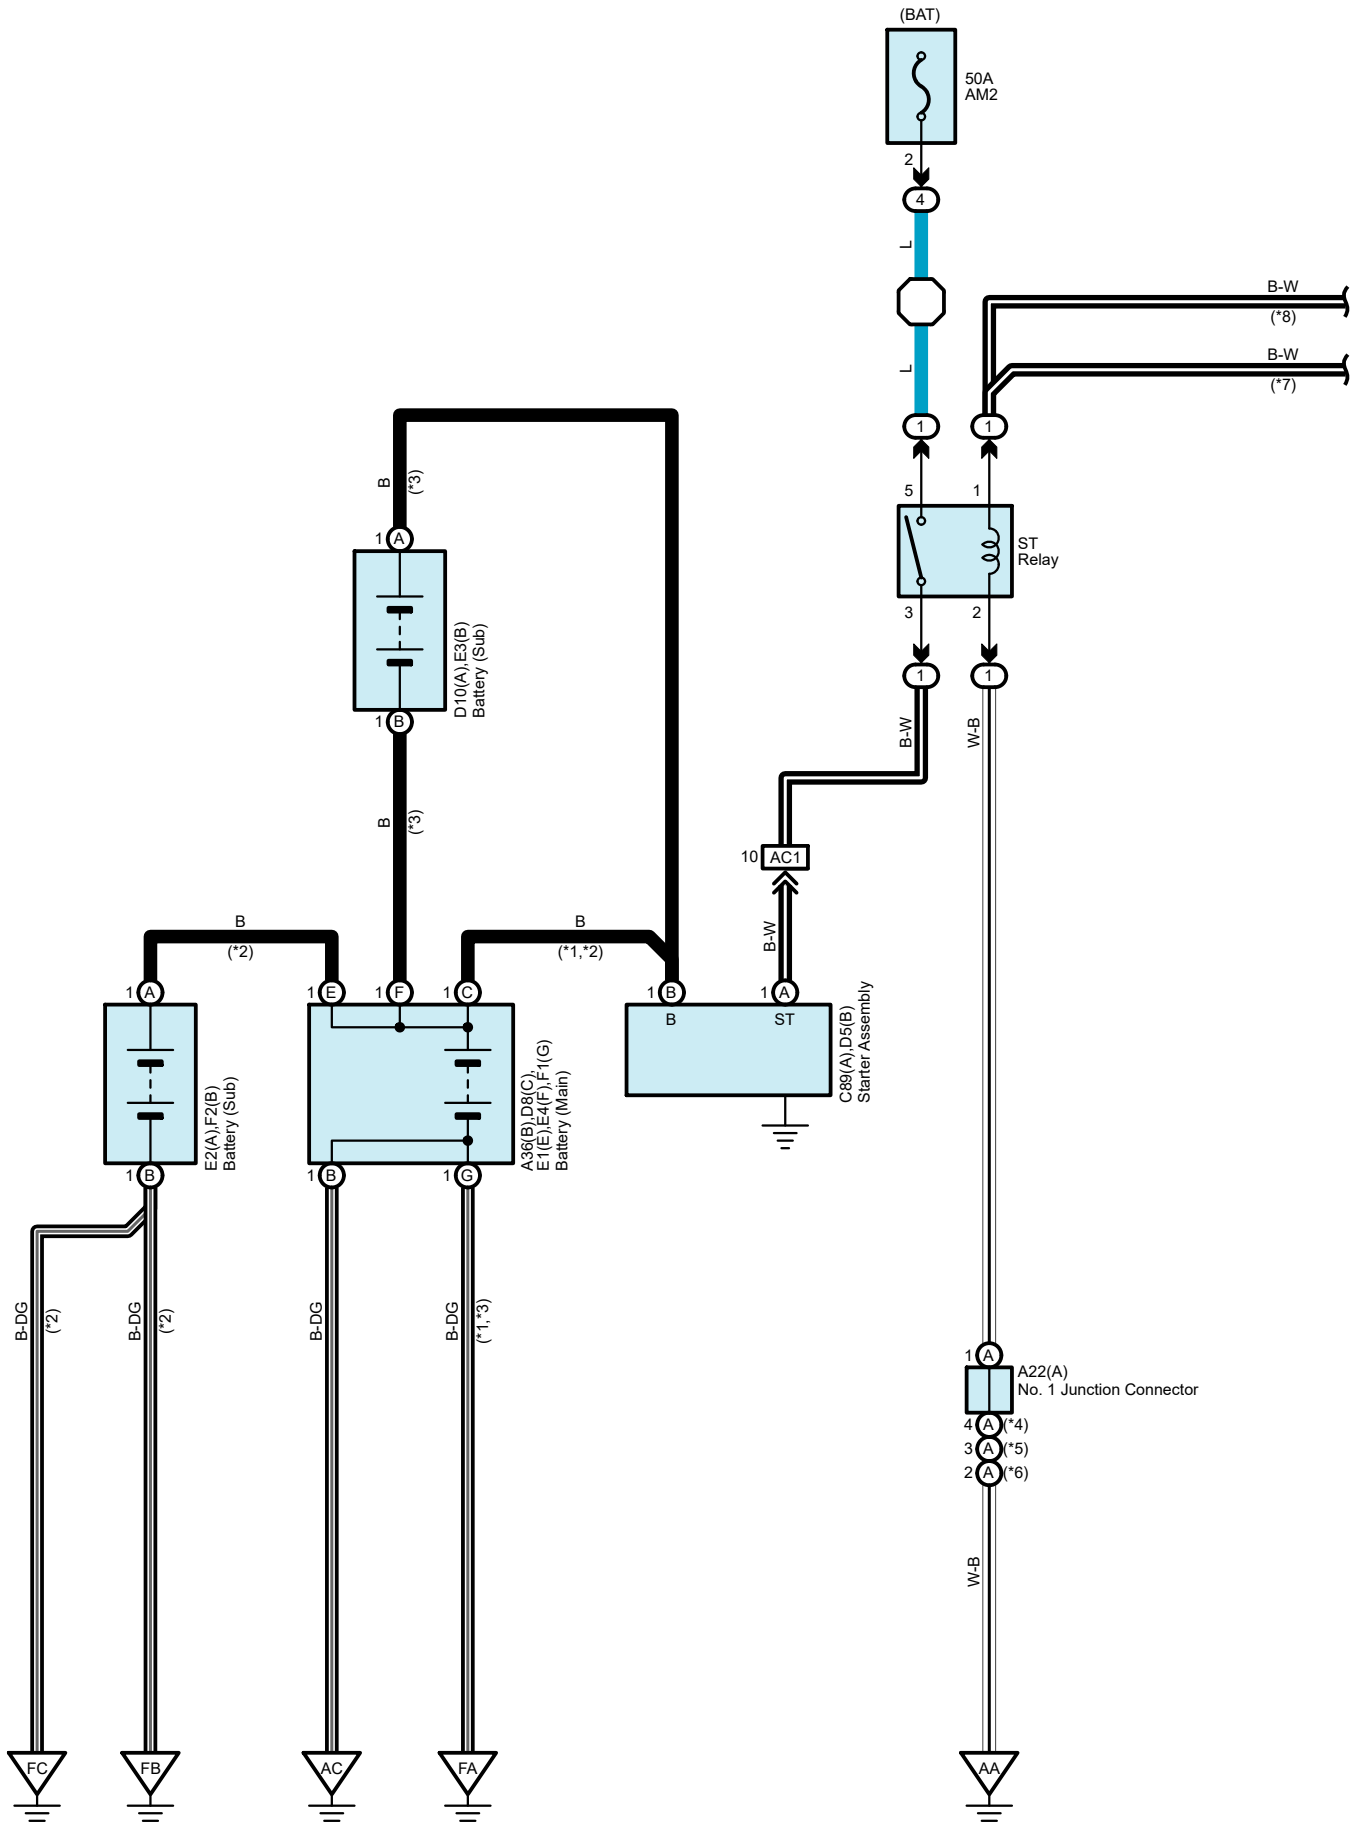 (BAT)
50A
AM2
2
4
L
B-W
(*8)
L
B-W
(*7)
1
1
B
(*3)
5
1
1
A
ST
Relay
3
2
D10(A),E3(B)
Battery (Sub)
1
1
1
B
B-W
W-B
B
(*3)
10
AC1
B
(*2)
B
(*1,*2)
B-W
1
A
1
E
1
F
1
C
1
B
1
A
B
ST
E2(A),F2(B)
Battery (Sub)
A36(B),D8(C),
E1(E),E4(F),F1(G)
Battery (Main)
C89(A),D5(B)
Starter Assembly
1
B
1
B
1
G
B-DG
(*2)
B-DG
(*2)
B-DG
B-DG
(*1,*3)
1
A
A22(A)
No. 1 Junction Connector
4
A
(*4)
3
A
(*5)
2
A
(*6)
W-B
FC
FB
AC
FA
AA